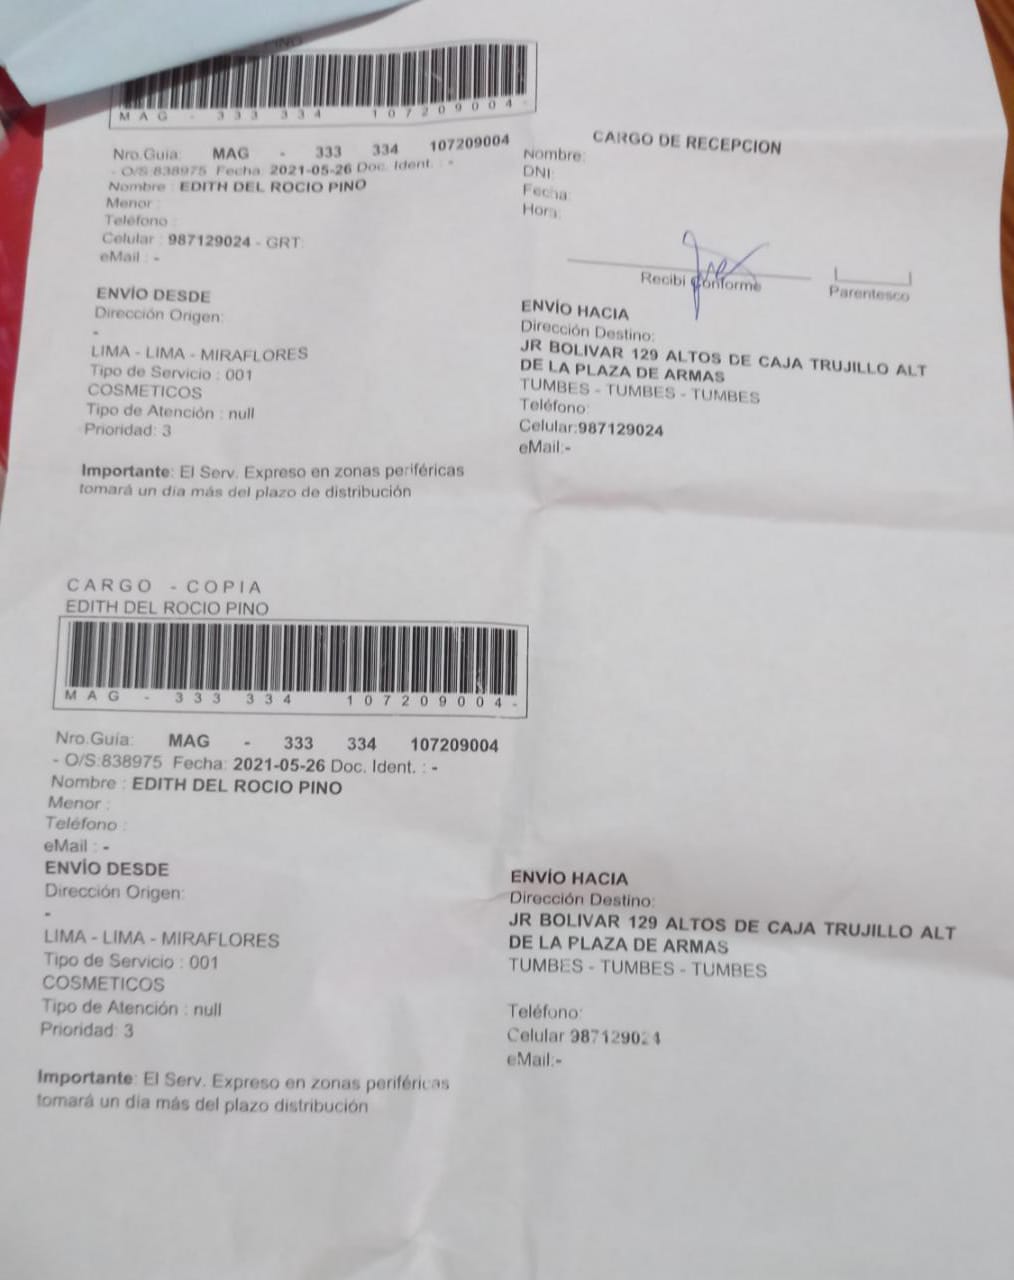 PINO
MAG - 333 334 107209004-
Nro.Guía: MAG - 333 334 107209004
- O/S:838975 Fecha: 2021-05-26 Doc. Ident. : -
Nombre : EDITH DEL ROCIO PINO
Menor :
Teléfono :
Celular : 987129024 - GRT:
eMail : -
CARGO DE RECEPCION
Nombre:
DNI:
Fecha:
Hora:
Recibi Conforme
Parentesco
ENVÍO DESDE
Dirección Origen:
-
LIMA - LIMA - MIRAFLORES
Tipo de Servicio : 001
COSMETICOS
Tipo de Atención : null
Prioridad: 3
ENVÍO HACIA
Dirección Destino:
JR BOLIVAR 129 ALTOS DE CAJA TRUJILLO ALT
DE LA PLAZA DE ARMAS
TUMBES - TUMBES - TUMBES
Teléfono:
Celular:987129024
eMail:-
Importante: El Serv. Expreso en zonas periféricas
tomará un día más del plazo de distribución
CARGO - COPIA
EDITH DEL ROCIO PINO
MAG - 333 334 107209004-
Nro.Guía: MAG - 333 334 107209004
- O/S:838975 Fecha: 2021-05-26 Doc. Ident. : -
Nombre : EDITH DEL ROCIO PINO
Menor :
Teléfono :
eMail : -
ENVÍO DESDE
Dirección Origen:
-
LIMA - LIMA - MIRAFLORES
Tipo de Servicio : 001
COSMETICOS
Tipo de Atención : null
Prioridad: 3
ENVÍO HACIA
Dirección Destino:
JR BOLIVAR 129 ALTOS DE CAJA TRUJILLO ALT
DE LA PLAZA DE ARMAS
TUMBES - TUMBES - TUMBES
Teléfono:
Celular 987129024
eMail:-
Importante: El Serv. Expreso en zonas periféricas
tomará un día más del plazo distribución